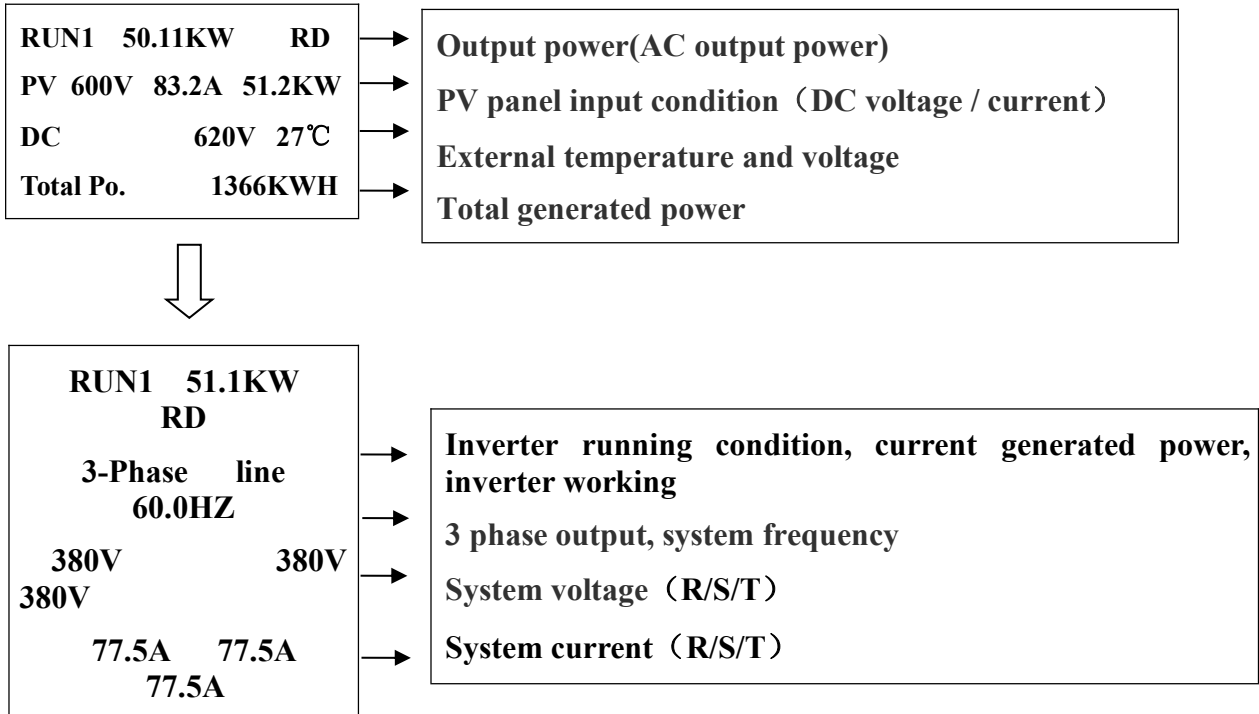 RUN1 50.11KW RD
PV 600V 83.2A 51.2KW
DC 620V 27℃
Total Po. 1366KWH
Output power(AC output power)
PV panel input condition（DC voltage / current）
External temperature and voltage
Total generated power
RUN1 51.1KW
RD
3-Phase line
60.0HZ
380V 380V
380V
77.5A 77.5A
77.5A
Inverter running condition, current generated power,
inverter working
3 phase output, system frequency
System voltage（R/S/T）
System current（R/S/T）